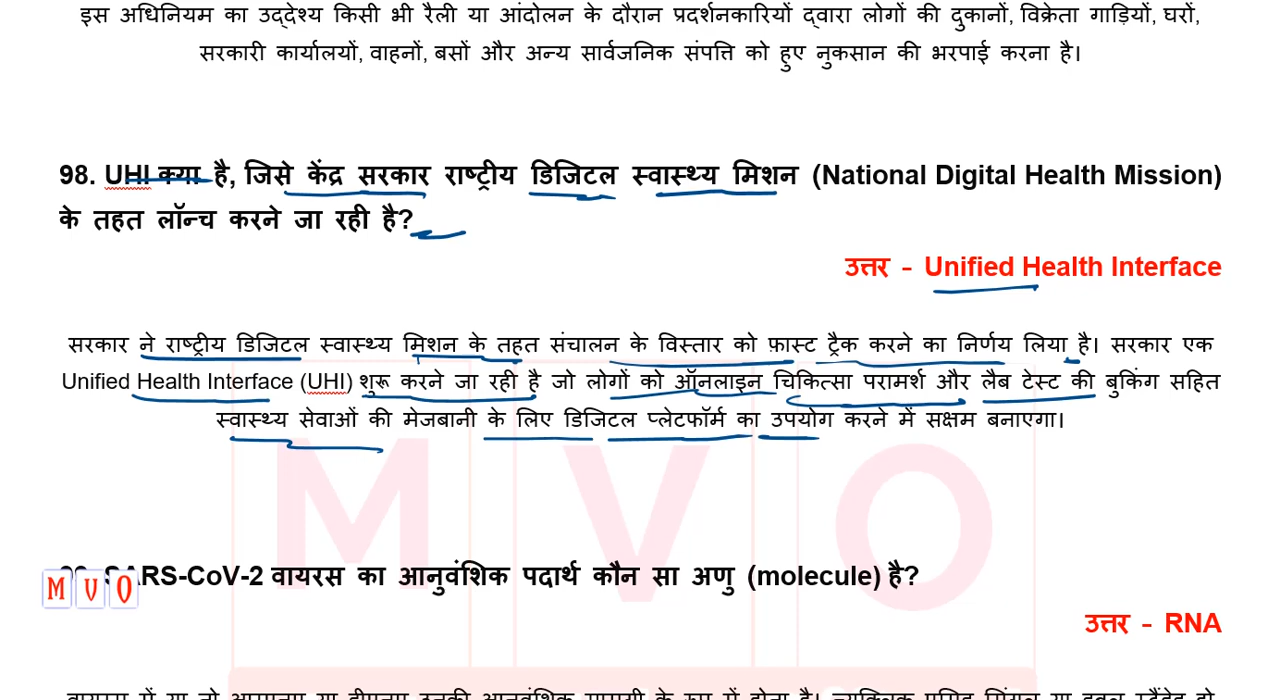 इस अधिनियम का उद्देश्य किसी भी रैली या आंदोलन के दौरान प्रदर्शनकारियों द्वारा लोगों की दुकानों, विक्रेता गाड़ियों, घरों,
सरकारी कार्यालयों, वाहनों, बसों और अन्य सार्वजनिक संपत्ति को हुए नुकसान की भरपाई करना है।
98. UHI क्या है, जिसे केंद्र सरकार राष्ट्रीय डिजिटल स्वास्थ्य मिशन (National Digital Health Mission)
के तहत लॉन्च करने जा रही है?
उत्तर - Unified Health Interface
सरकार ने राष्ट्रीय डिजिटल स्वास्थ्य मिशन के तहत संचालन के विस्तार को फ़ास्ट ट्रैक करने का निर्णय लिया है। सरकार एक
Unified Health Interface (UHI) शुरू करने जा रही है जो लोगों को ऑनलाइन चिकित्सा परामर्श और लैब टेस्ट की बुकिंग सहित
स्वास्थ्य सेवाओं की मेजबानी के लिए डिजिटल प्लेटफॉर्म का उपयोग करने में सक्षम बनाएगा।
MVO
SARS-CoV-2 वायरस का आनुवंशिक पदार्थ कौन सा अणु (molecule) है?
MVO
उत्तर - RNA